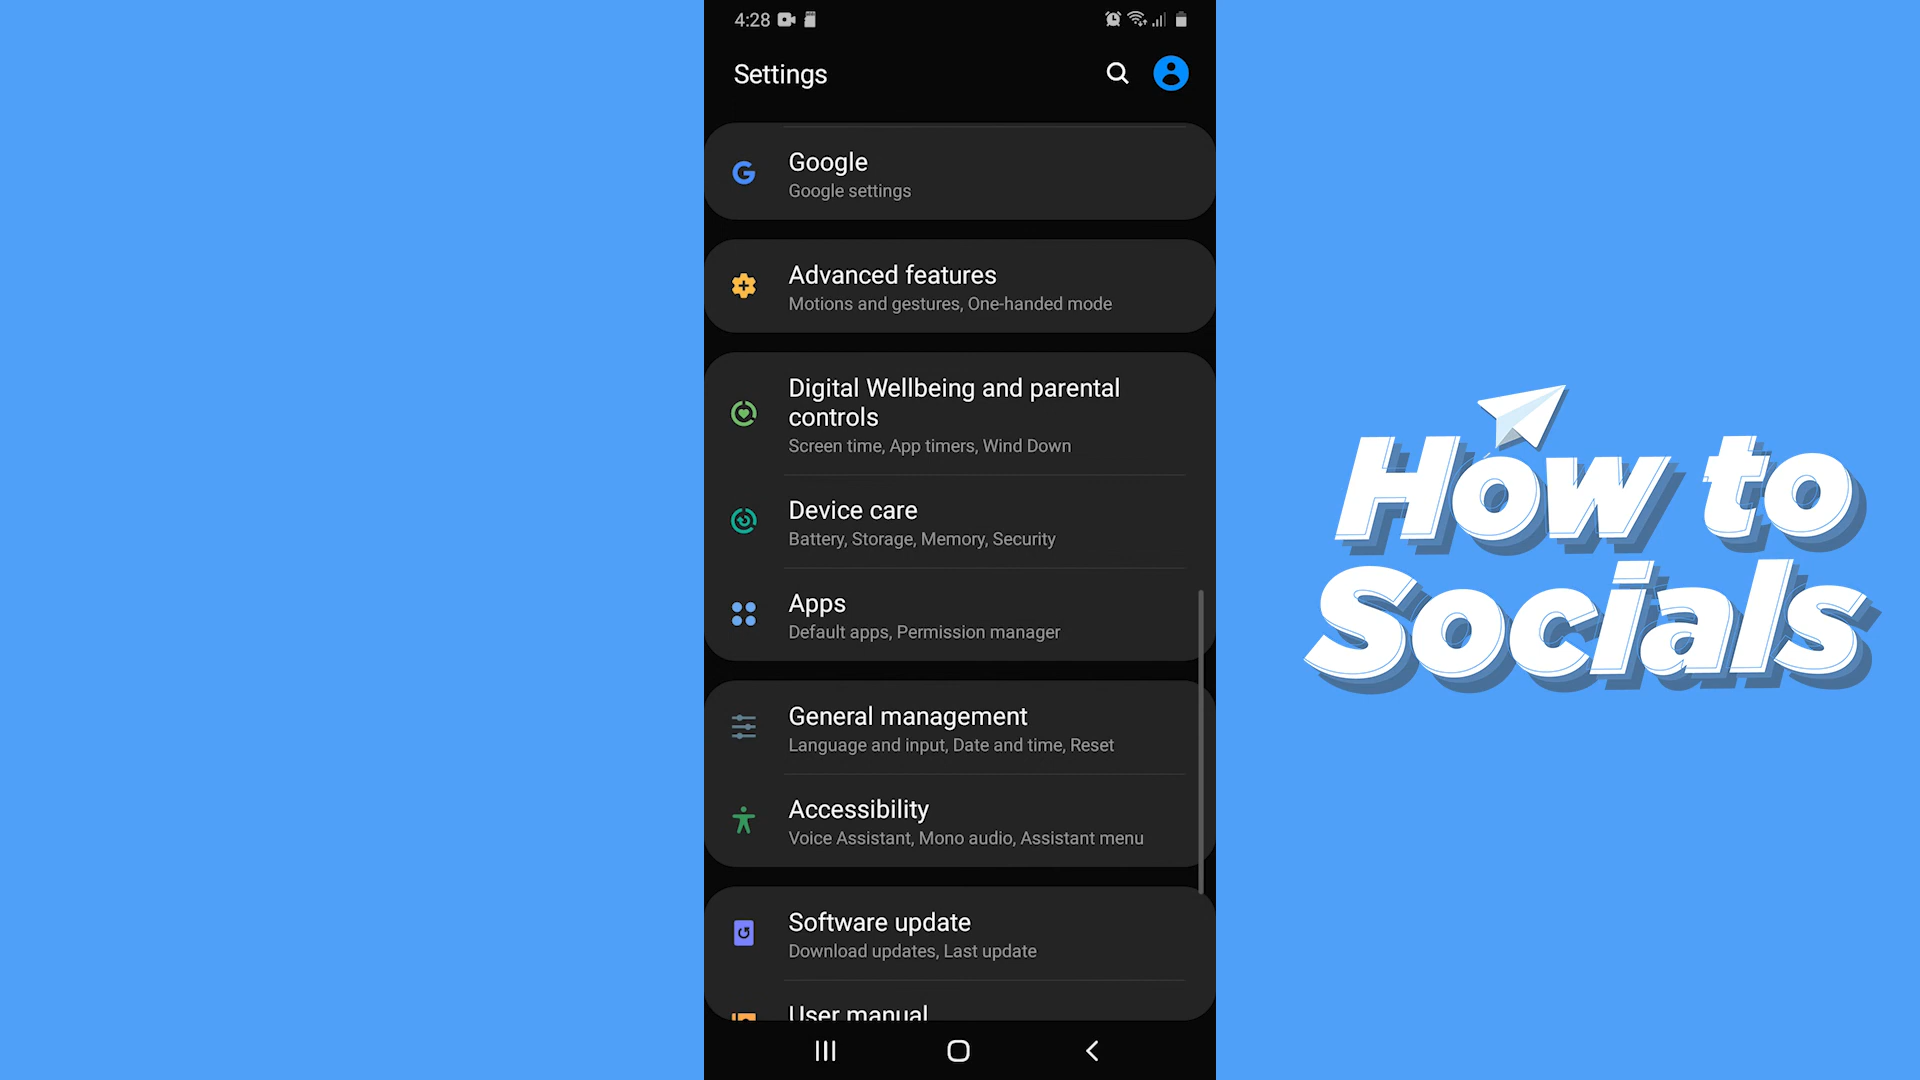 4:28
Settings
Google
Google settings
Advanced features
Motions and gestures, One-handed mode
Digital Wellbeing and parental
controls
Screen time, App timers, Wind Down
Device care
Battery, Storage, Memory, Security
Apps
Default apps, Permission manager
General management
Language and input, Date and time, Reset
Accessibility
Voice Assistant, Mono audio, Assistant menu
Software update
Download updates, Last update
User manual
How to
Socials